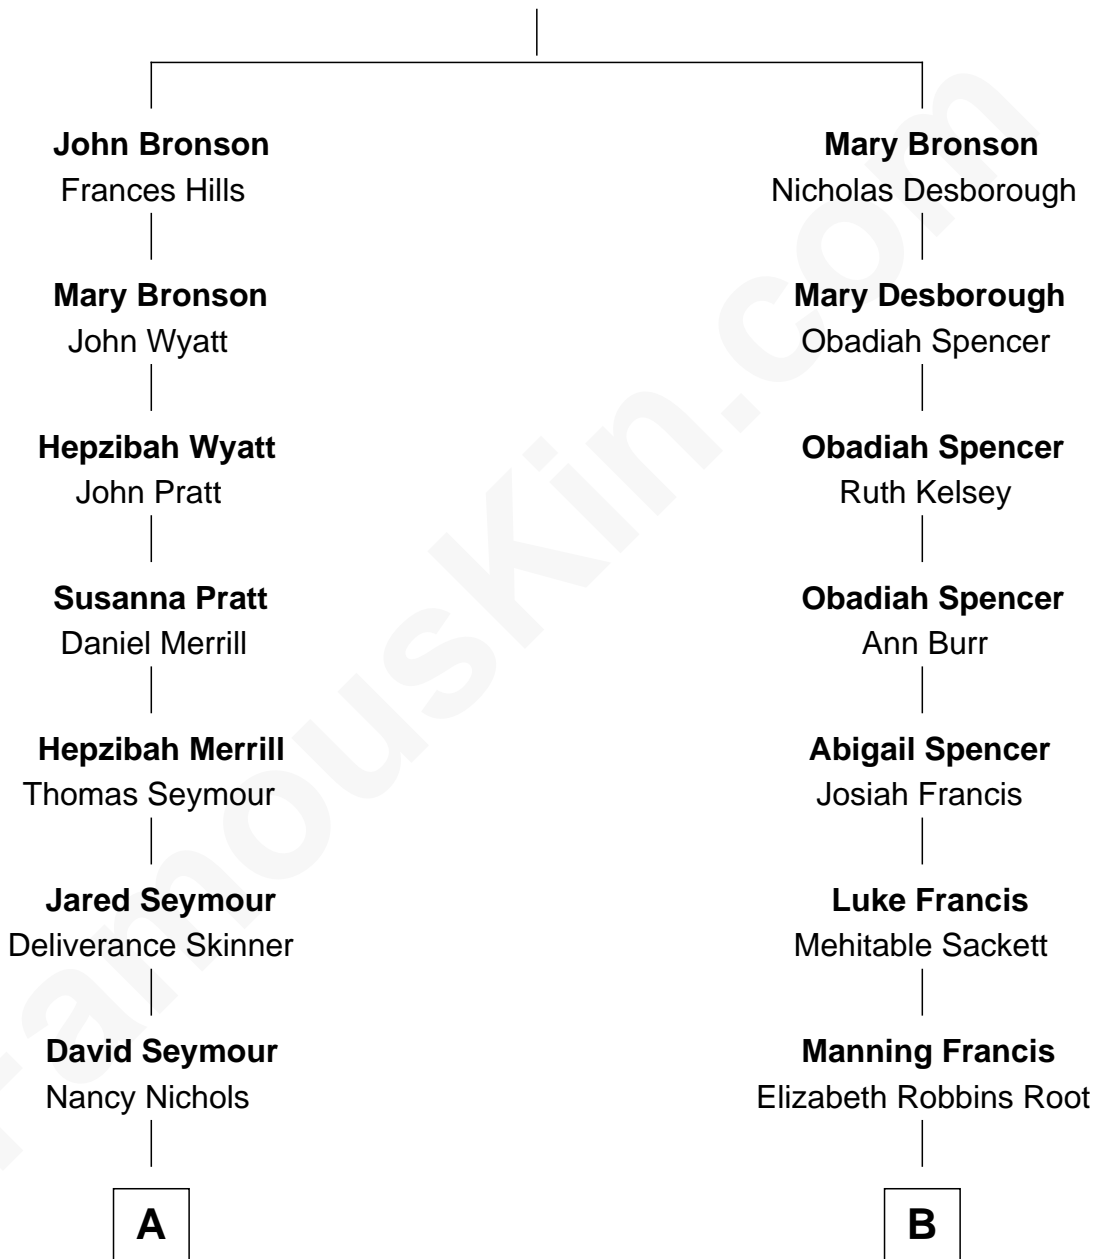 John Bronson
Frances Hills
Mary Bronson
John Wyatt
Hepzibah Wyatt
John Pratt
Susanna Pratt
Daniel Merrill
Hepzibah Merrill
Thomas Seymour
Jared Seymour
Deliverance Skinner
David Seymour
Nancy Nichols
A
Mary Bronson
Nicholas Desborough
Mary Desborough
Obadiah Spencer
Obadiah Spencer
Ruth Kelsey
Obadiah Spencer
Ann Burr
Abigail Spencer
Josiah Francis
Luke Francis
Mehitable Sackett
Manning Francis
Elizabeth Robbins Root
B
FamousKin.com